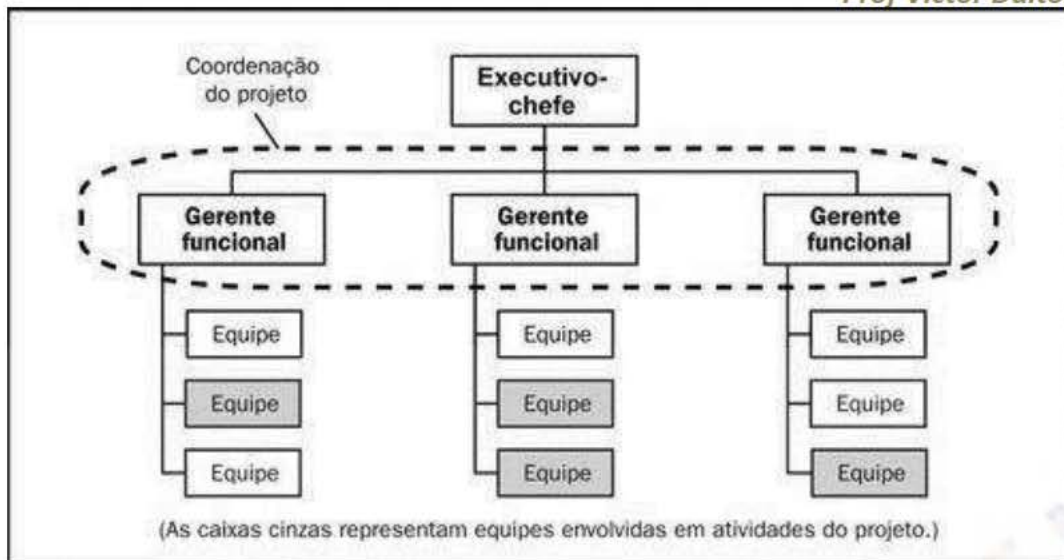 Coordenação
do projeto
Executivo-
chefe
Gerente
funcional
Gerente
funcional
Gerente
funcional
Equipe
Equipe
Equipe
Equipe
Equipe
Equipe
Equipe
Equipe
Equipe
(As caixas cinzas representam equipes envolvidas em atividades do projeto.)